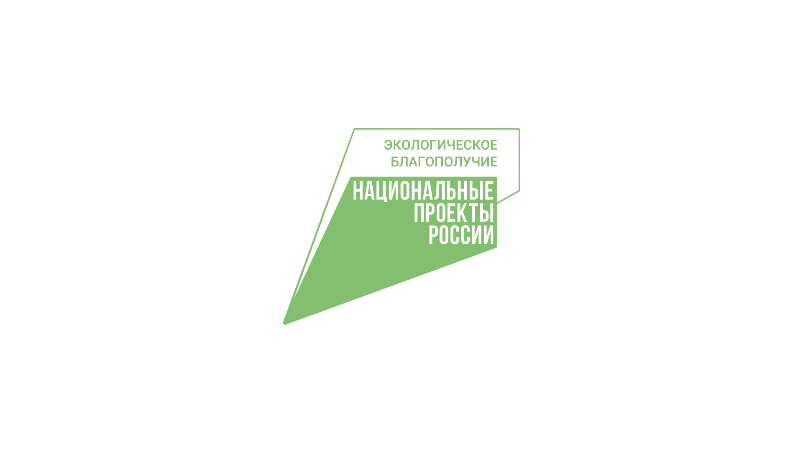 ЭКОЛОГИЧЕСКОЕ
БЛАГОПОЛУЧИЕ
НАЦИОНАЛЬНЫЕ
ПРОЕКТЫ
РОССИИ